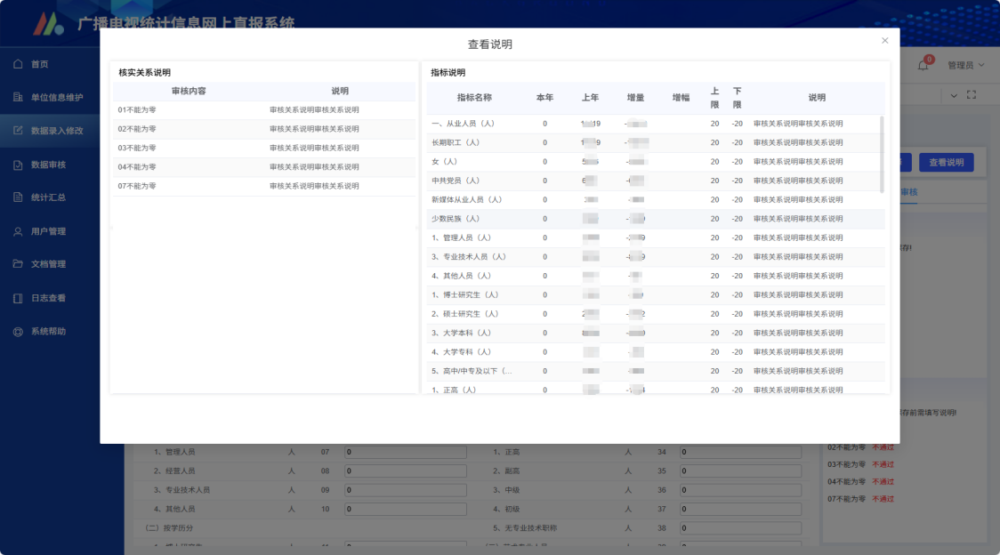 广播电视统计信息网上直报系统
首页
单位信息维护
数据录入修改
数据审核
统计汇总
用户管理
文档管理
日志查看
系统帮助
0
管理员
查看说明
核实关系说明
审核内容 说明
01不能为零 审核关系说明审核关系说明
02不能为零 审核关系说明审核关系说明
03不能为零 审核关系说明审核关系说明
04不能为零 审核关系说明审核关系说明
07不能为零 审核关系说明审核关系说明
指标说明
指标名称 本年 上年 增量 增幅 上限 下限 说明
一、从业人员（人） 0 20 -20 审核关系说明审核关系说明
长期职工（人） 0 20 -20 审核关系说明审核关系说明
女（人） 0 20 -20 审核关系说明审核关系说明
中共党员（人） 0 20 -20 审核关系说明审核关系说明
新媒体从业人员（人） 0 20 -20 审核关系说明审核关系说明
少数民族（人） 0 20 -20 审核关系说明审核关系说明
1、管理人员（人） 0 20 -20 审核关系说明审核关系说明
3、专业技术人员（人） 0 20 -20 审核关系说明审核关系说明
4、其他人员（人） 0 20 -20 审核关系说明审核关系说明
1、博士研究生（人） 0 20 -20 审核关系说明审核关系说明
2、硕士研究生（人） 0 20 -20 审核关系说明审核关系说明
3、大学本科（人） 0 20 -20 审核关系说明审核关系说明
4、大学专科（人） 0 20 -20 审核关系说明审核关系说明
5、高中/中专及以下（... 0 20 -20 审核关系说明审核关系说明
1、正高（人） 0 20 -20 审核关系说明审核关系说明
查看说明
审核
存!
存前需填写说明!
02不能为零 不通过
03不能为零 不通过
04不能为零 不通过
07不能为零 不通过
1、管理人员 人 07 0 1、正高 人 34 0
2、经营人员 人 08 0 2、副高 人 35 0
3、专业技术人员 人 09 0 3、中级 人 36 0
4、其他人员 人 10 0 4、初级 人 37 0
（二）按学历分 5、无专业技术职称 人 38 0